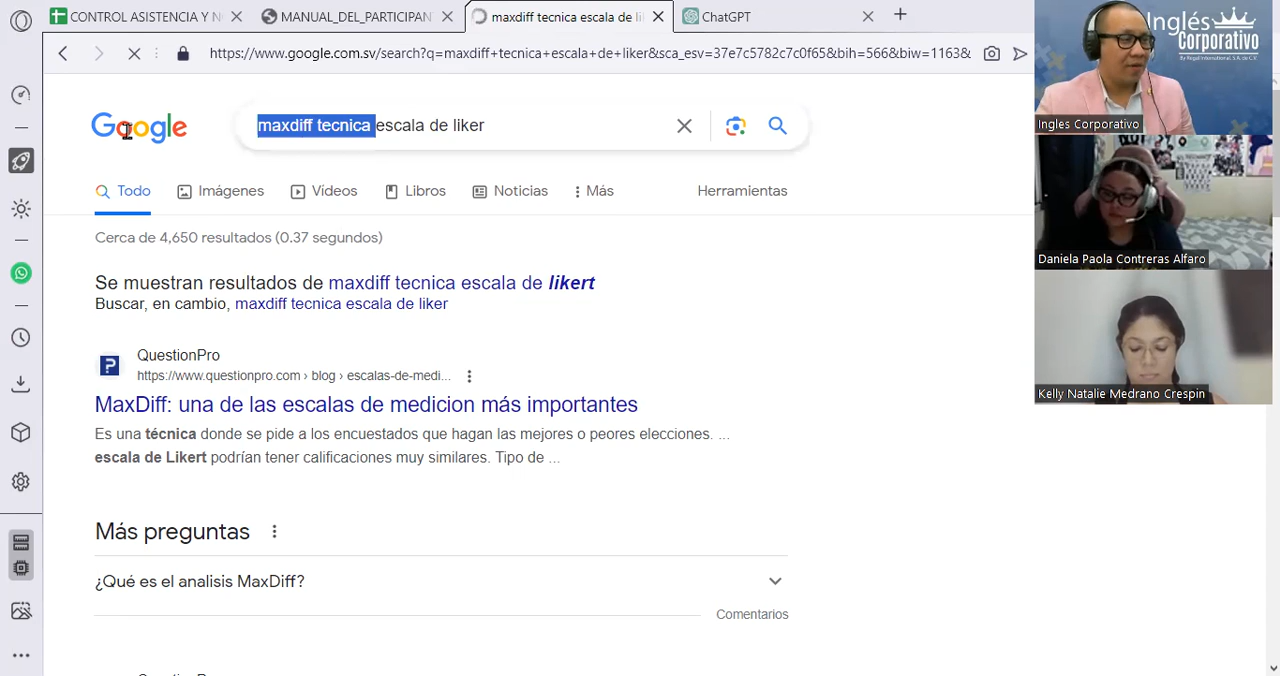 CONTROL ASISTENCIA Y N
MANUAL_DEL_PARTICIPAN
maxdiff tecnica escala de li
ChatGPT
https://www.google.com.sv/search?q=maxdiff+tecnica+escala+de+liker&sca_esv=37e7c5782c7c0f65&bih=566&biw=1163&
Google
maxdiff tecnica escala de liker
Todo
Imágenes
Vídeos
Libros
Noticias
Más
Herramientas
Cerca de 4,650 resultados (0.37 segundos)
Se muestran resultados de maxdiff tecnica escala de likert
Buscar, en cambio, maxdiff tecnica escala de liker
QuestionPro
https://www.questionpro.com › blog › escalas-de-medi...
MaxDiff: una de las escalas de medicion más importantes
Es una técnica donde se pide a los encuestados que hagan las mejores o peores elecciones. ...
escala de Likert podrían tener calificaciones muy similares. Tipo de ...
Más preguntas
¿Qué es el analisis MaxDiff?
Comentarios
Inglés
Corporativo
By Regal International, S.A. de C.V.
Ingles Corporativo
Daniela Paola Contreras Alfaro
Kelly Natalie Medrano Crespin